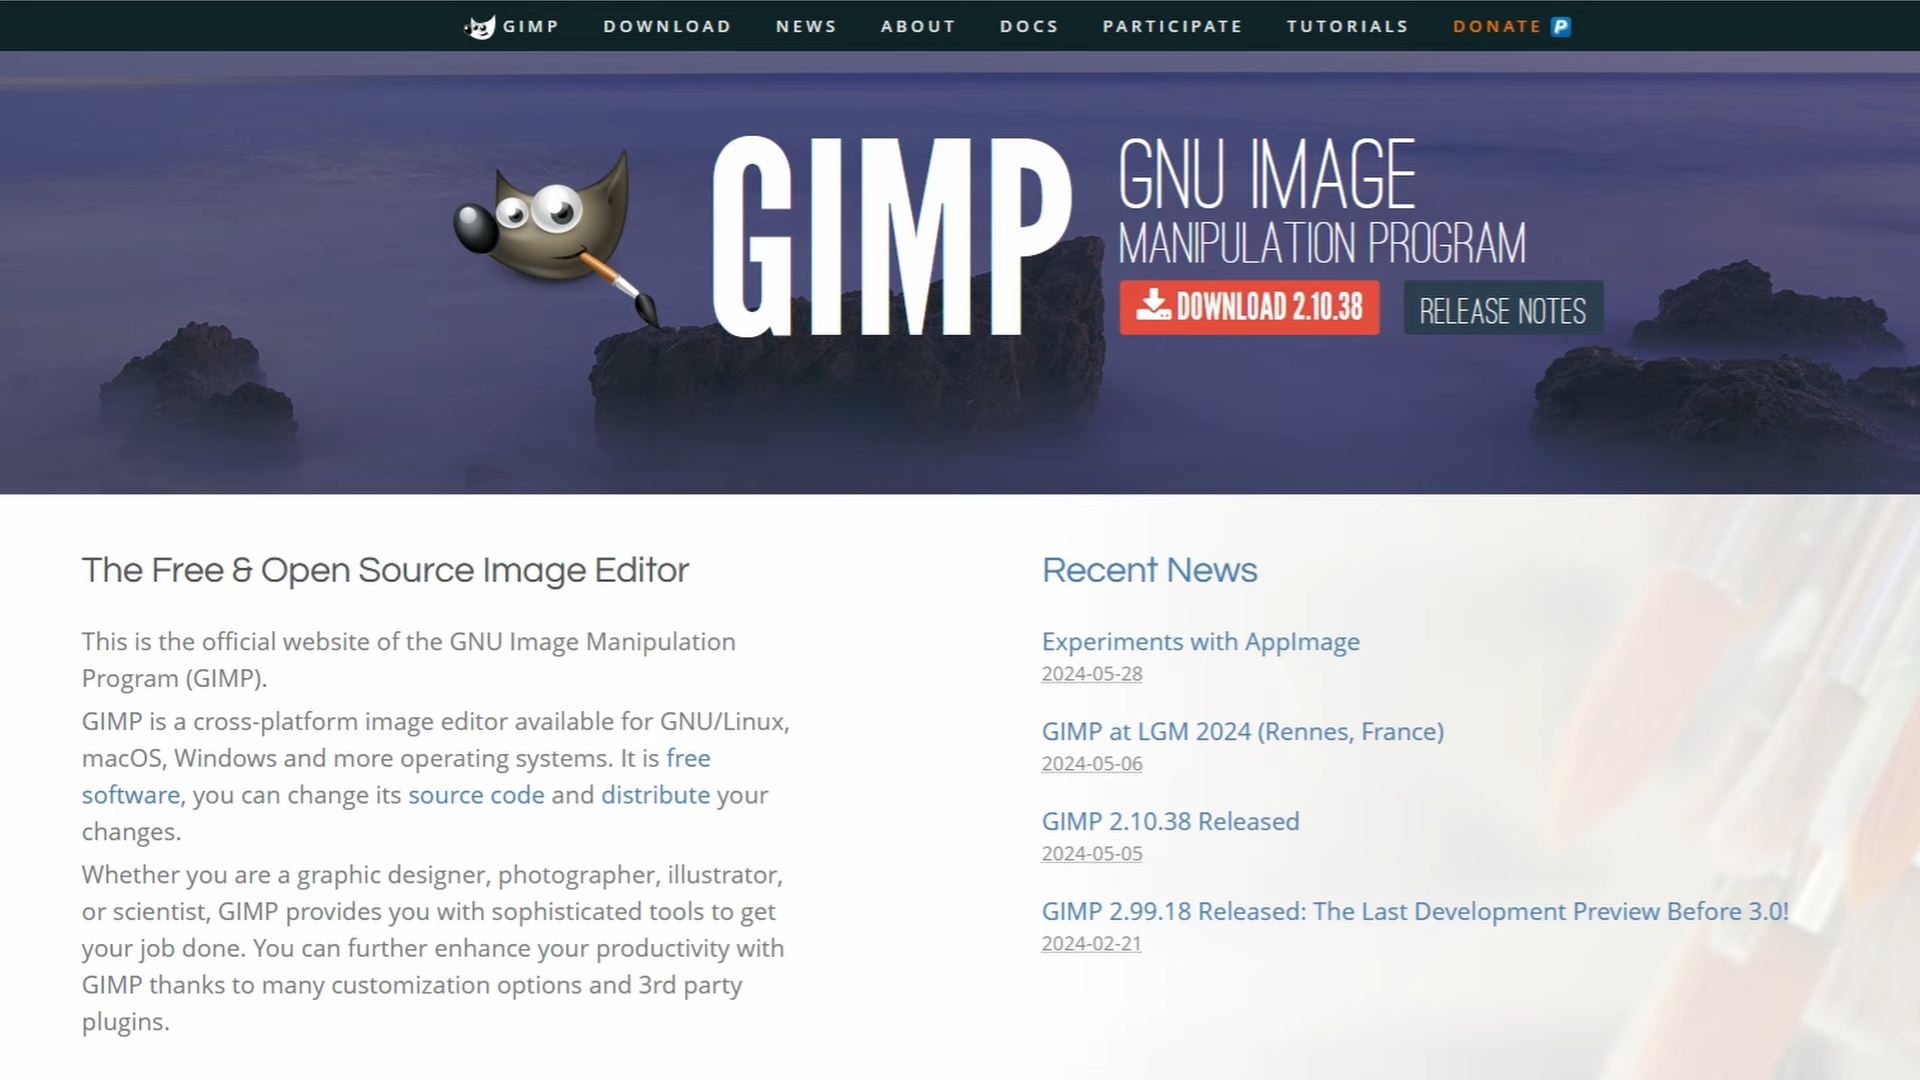 GIMP DOWNLOAD NEWS ABOUT DOCS PARTICIPATE TUTORIALS DONATE
GIMP
GNU IMAGE
MANIPULATION PROGRAM
DOWNLOAD 2.10.38 RELEASE NOTES
The Free & Open Source Image Editor
This is the official website of the GNU Image Manipulation
Program (GIMP).
GIMP is a cross-platform image editor available for GNU/Linux,
macOS, Windows and more operating systems. It is free
software, you can change its source code and distribute your
changes.
Whether you are a graphic designer, photographer, illustrator,
or scientist, GIMP provides you with sophisticated tools to get
your job done. You can further enhance your productivity with
GIMP thanks to many customization options and 3rd party
plugins.
Recent News
Experiments with AppImage
2024-05-28
GIMP at LGM 2024 (Rennes, France)
2024-05-06
GIMP 2.10.38 Released
2024-05-05
GIMP 2.99.18 Released: The Last Development Preview Before 3.0!
2024-02-21